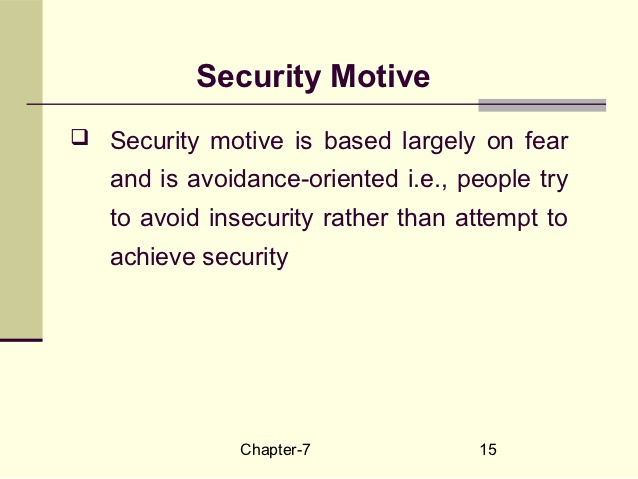 Security Motive
Security motive is based largely on fear
and is avoidance-oriented i.e., people try
to avoid insecurity rather than attempt to
achieve security
Chapter-7 15